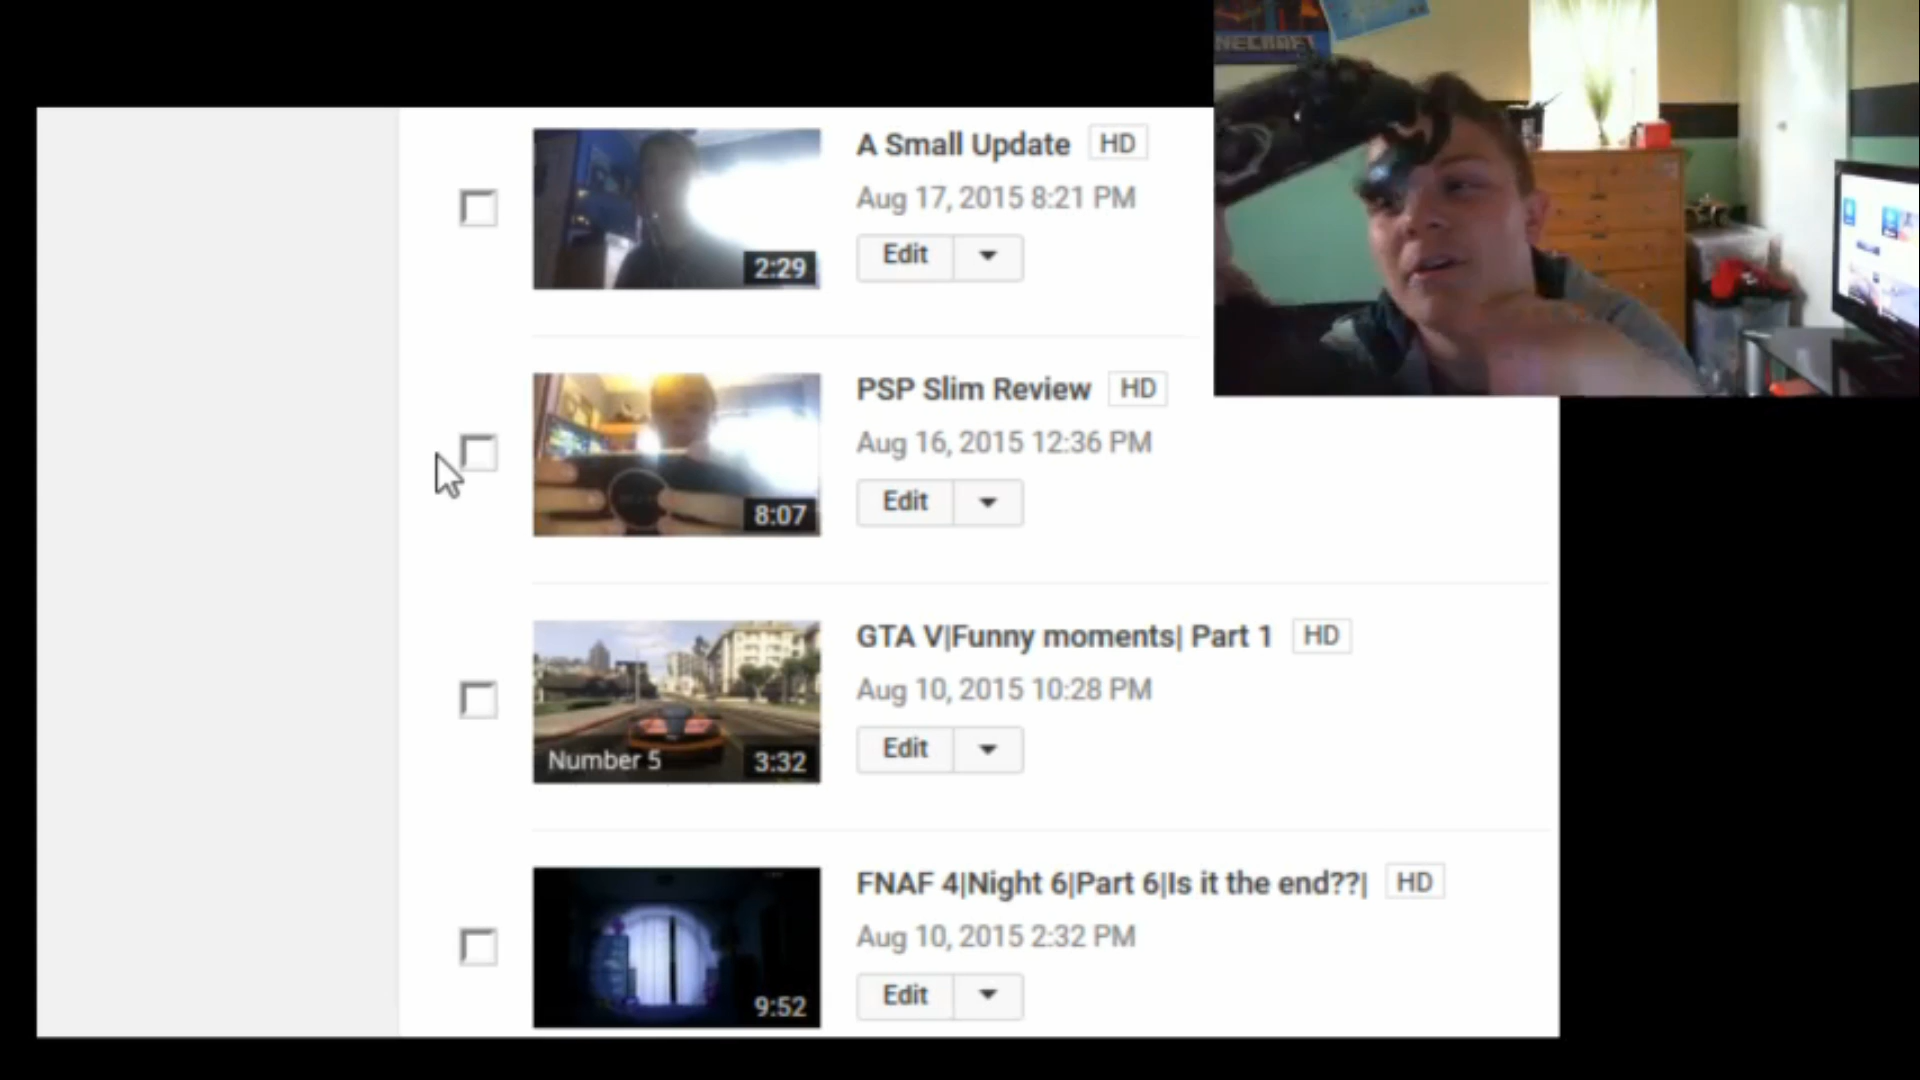 NECRAFT
A Small Update HD
Aug 17, 2015 8:21 PM
Edit
2:29
PSP Slim Review HD
Aug 16, 2015 12:36 PM
Edit
8:07
GTA V|Funny moments| Part 1 HD
Aug 10, 2015 10:28 PM
Edit
Number 5 3:32
FNAF 4|Night 6|Part 6|Is it the end??| HD
Aug 10, 2015 2:32 PM
Edit
9:52